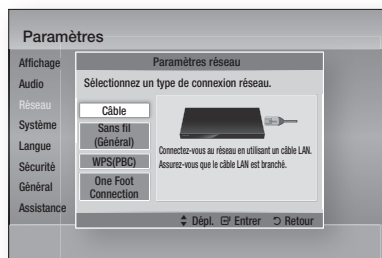 Paramètres
Affichage
Audio
Réseau
Système
Langue
Sécurité
Général
Assistance
Paramètres réseau
Sélectionnez un type de connexion réseau.
Câble
Sans fil
(Général)
WPS(PBC)
One Foot
Connection
Connectez-vous au réseau en utilisant un câble LAN.
Assurez-vous que le câble LAN est branché.
Dépl. Entrer Retour